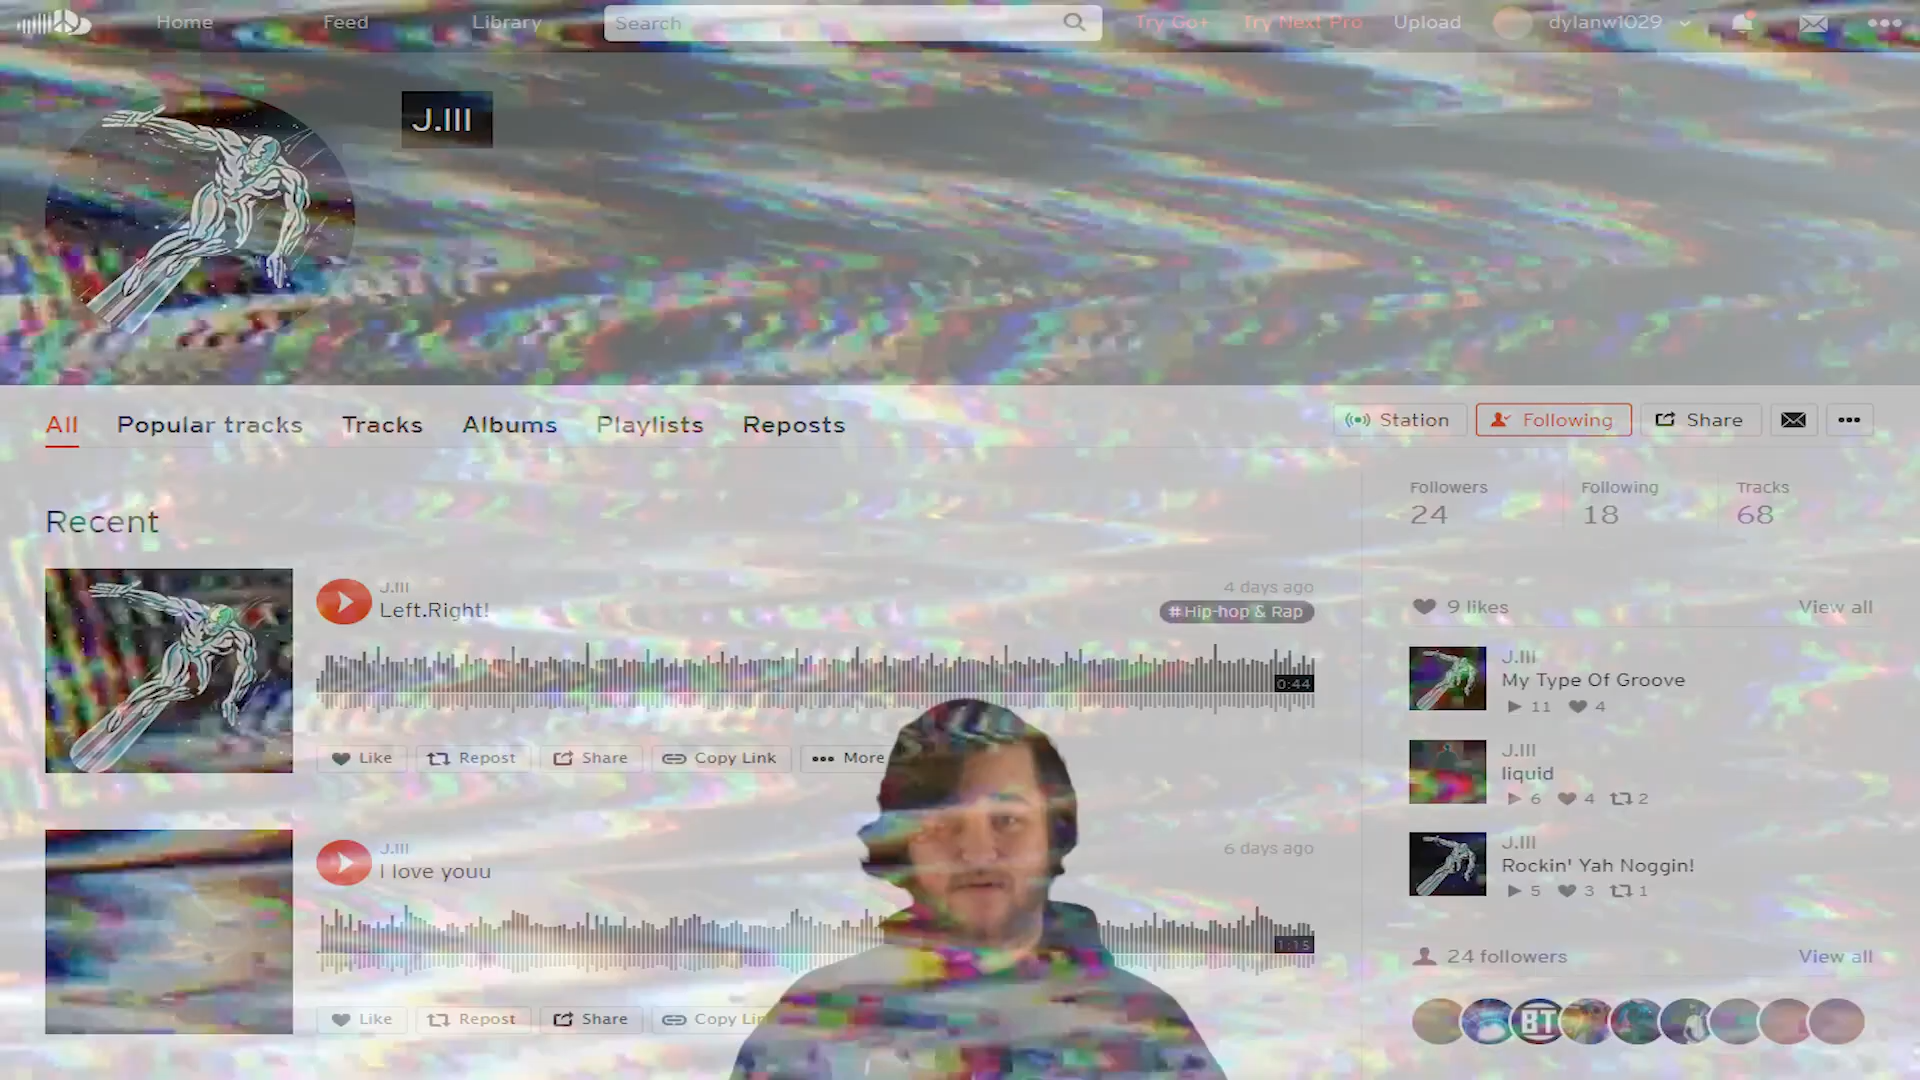 Home Feed Library Search Try Go+ Try Next Pro Upload dylanw1029
J.III
All Popular tracks Tracks Albums Playlists Reposts Station Following Share
Followers Following Tracks
24 18 68
Recent
J.III 4 days ago
Left.Right! #Hip-hop & Rap
0:44
Like Repost Share Copy Link More
J.III 6 days ago
I love youu
1:15
Like Repost Share Copy Lin
9 likes View all
J.III
My Type Of Groove
11 4
J.III
liquid
6 4 2
J.III
Rockin' Yah Noggin!
5 3 1
24 followers View all
BT